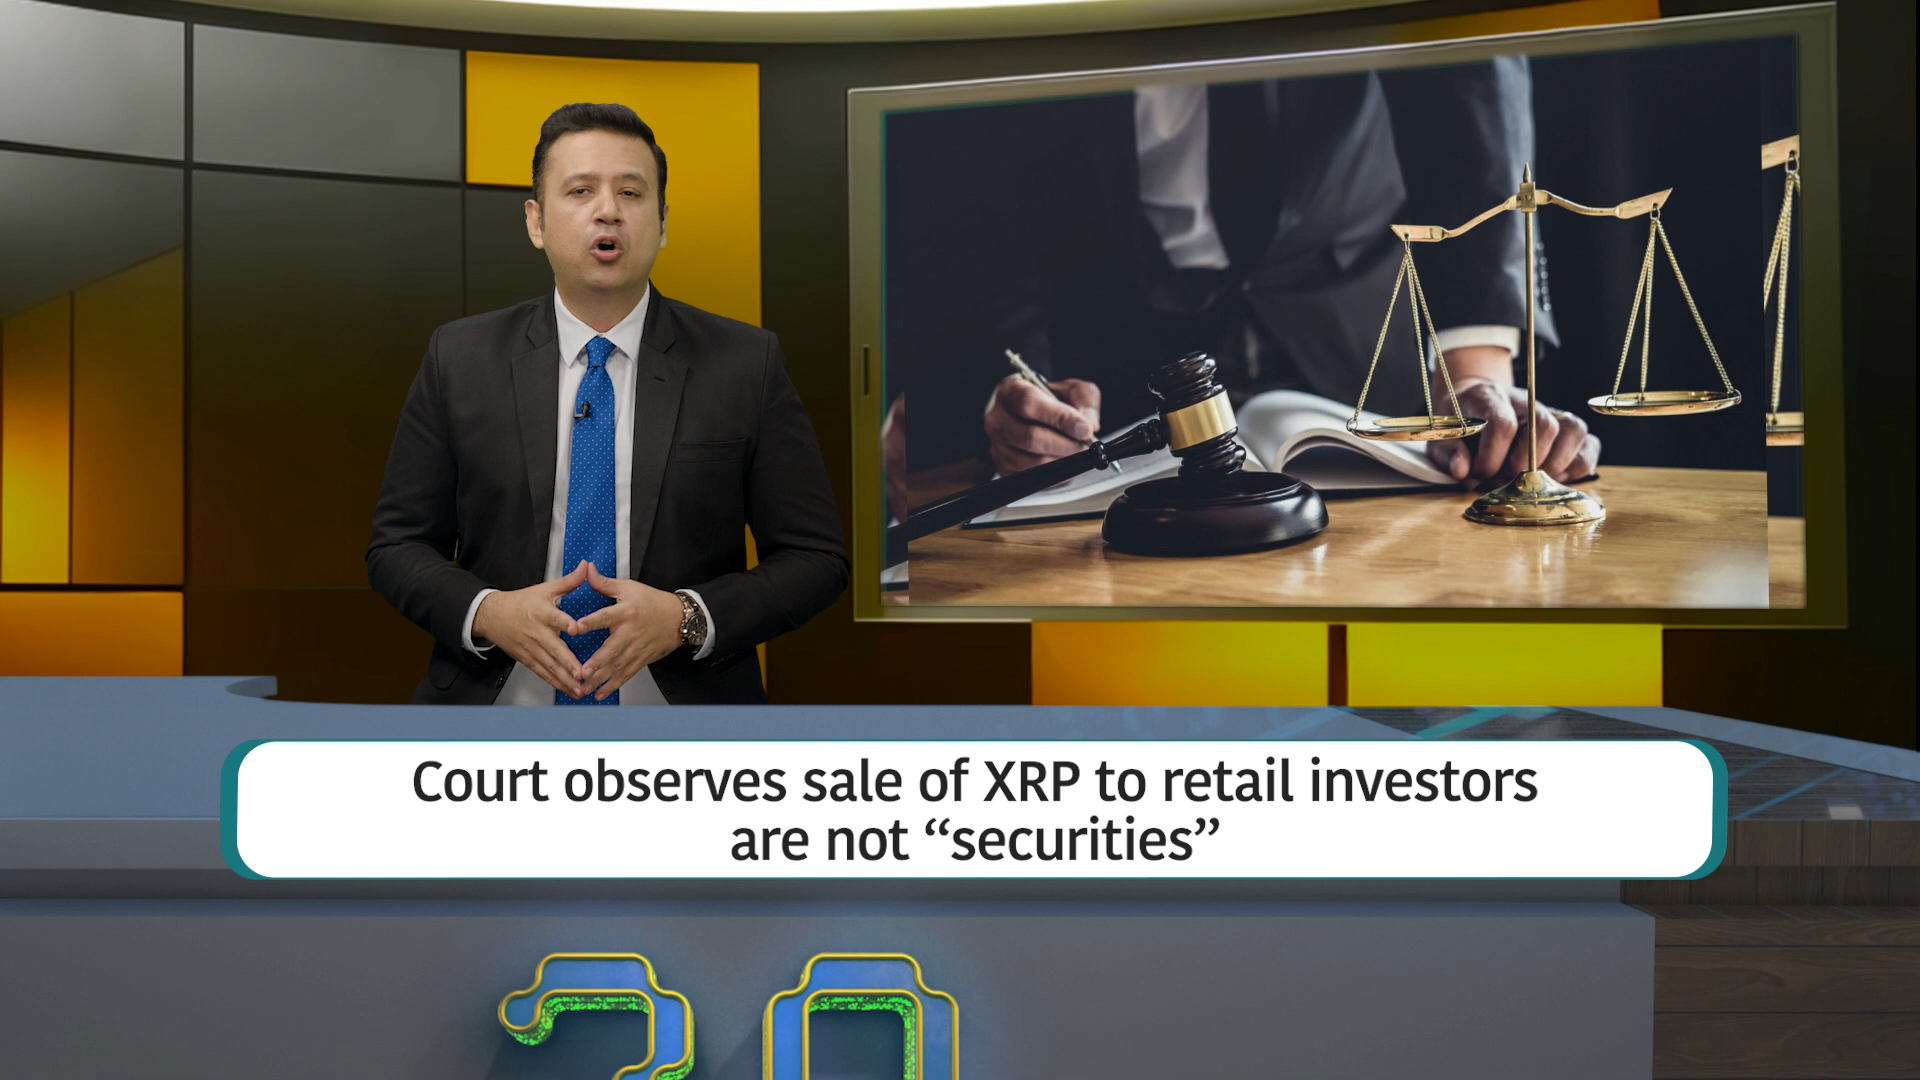 Court observes sale of XRP to retail investors
are not “securities”